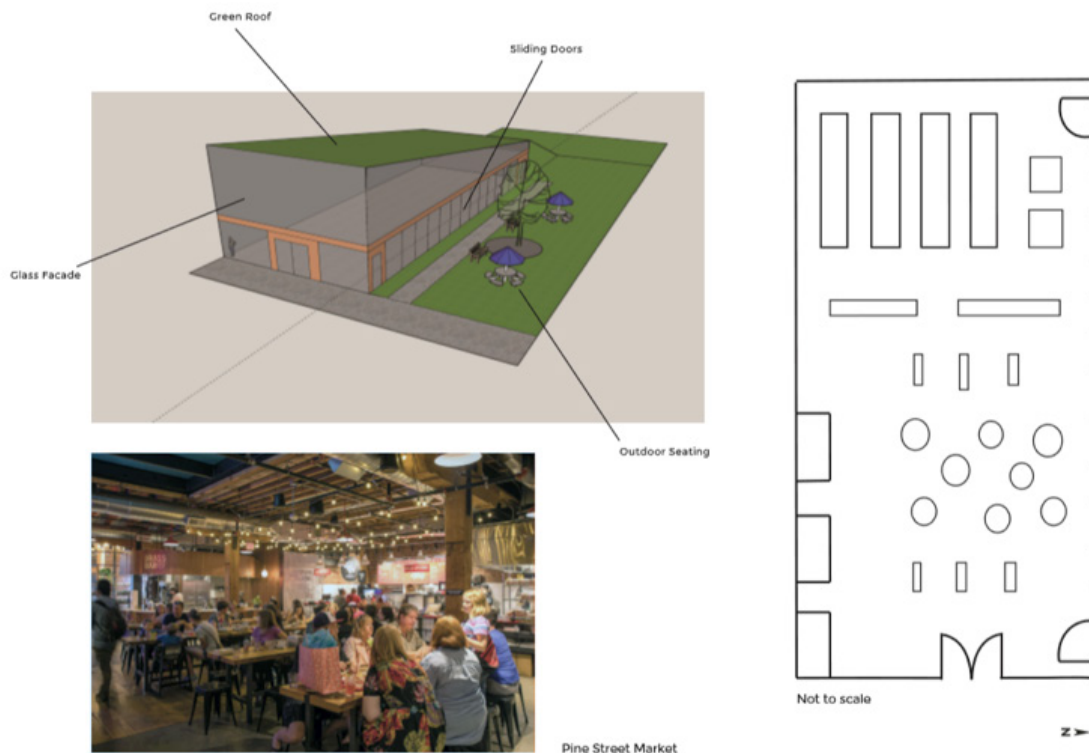 Green Roof
Sliding Doors
Glass Facade
Outdoor Seating
Not to scale
Pine Street Market
N